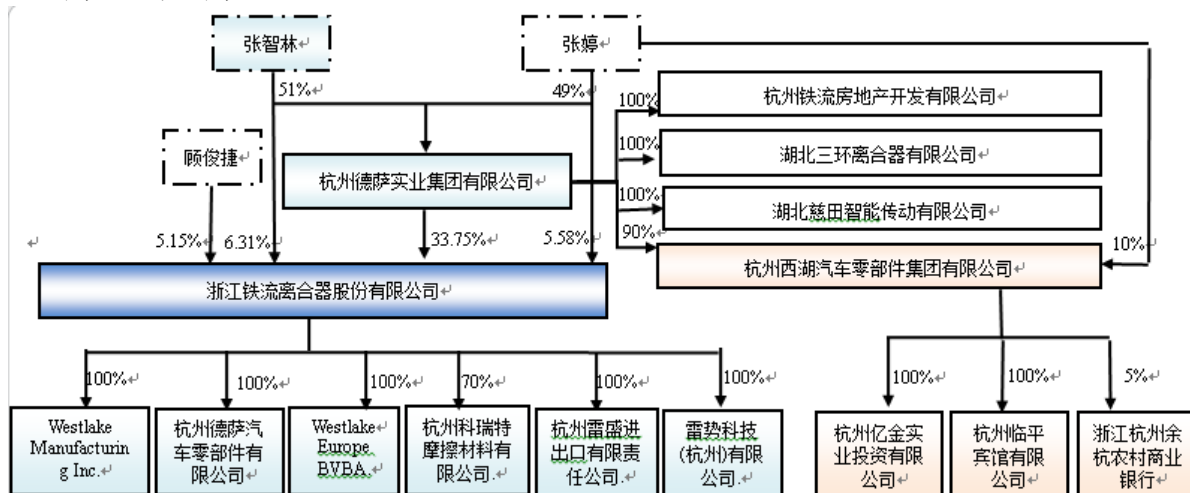 张智林
张婷
51%
49%
100%
杭州铁流房地产开发有限公司
顾俊捷
100%
湖北三环离合器有限公司
杭州德萨实业集团有限公司
100%
湖北慈田智能传动有限公司
5.15%
6.31%
33.75%
5.58%
90%
10%
杭州西湖汽车零部件集团有限公司
浙江铁流离合器股份有限公司
100%
100%
100%
70%
100%
100%
100%
100%
5%
Westlake
Manufacturin
g Inc.
杭州德萨汽
车零部件有
限公司
Westlake
Europe
BVBA.
杭州科瑞特
摩擦材料有
限公司.
杭州雷盛进
出口有限责
任公司.
雷势科技
(杭州)有限
公司.
杭州亿金实
业投资有限
公司
杭州临平
宾馆有限
公司
浙江杭州余
杭农村商业
银行